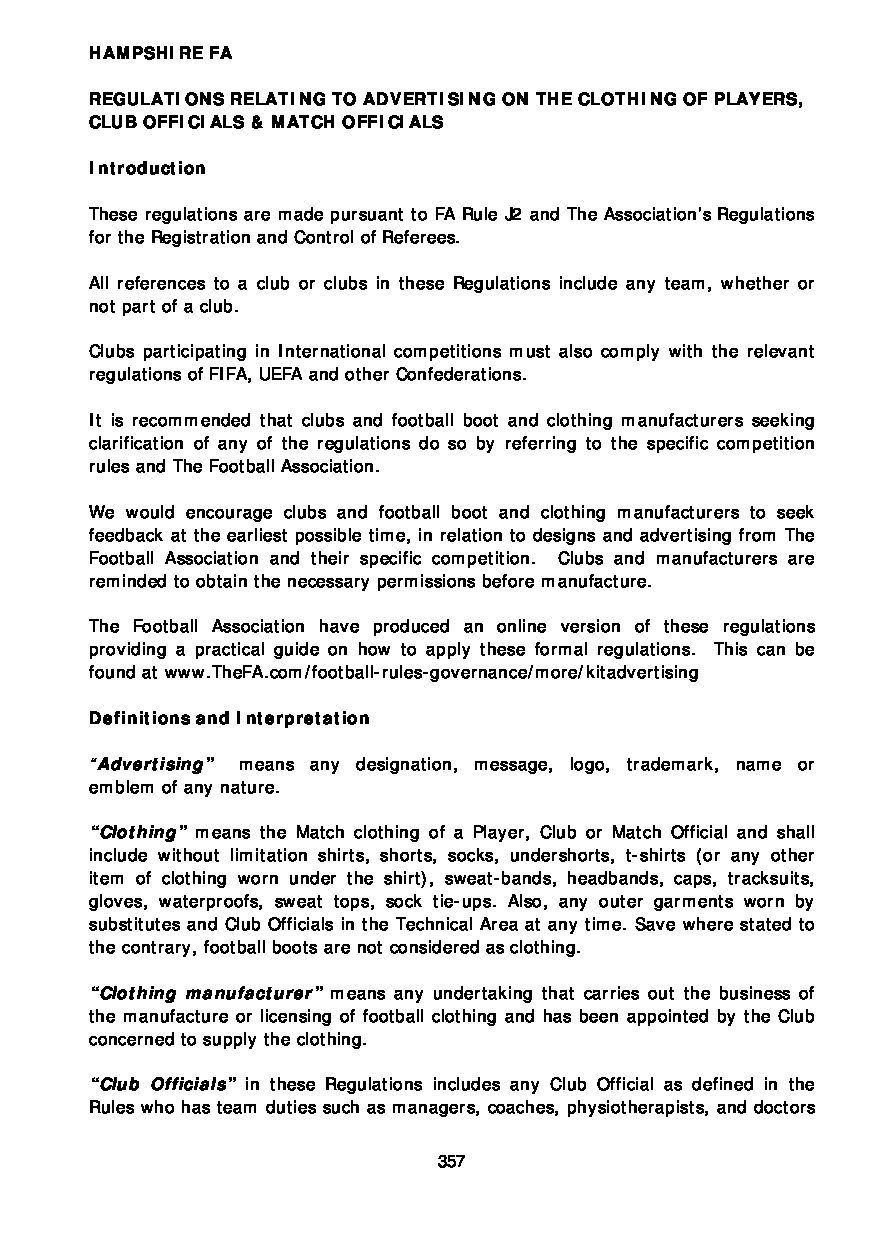 HAMPSHIRE FA
REGULATIONS RELATING TO ADVERTISING ON THE CLOTHING OF PLAYERS,
CLUB OFFICIALS & MATCH OFFICIALS
Introduction
These regulations are made pursuant to FA Rule J2 and The Association's Regulations
for the Registration and Control of Referees.
All references to a club or clubs in these Regulations include any team, whether or
not part of a club.
Clubs participating in International competitions must also comply with the relevant
regulations of FIFA, UEFA and other Confederations.
It is recommended that clubs and football boot and clothing manufacturers seeking
clarification of any of the regulations do so by referring to the specific competition
rules and The Football Association.
We would encourage clubs and football boot and clothing manufacturers to seek
feedback at the earliest possible time, in relation to designs and advertising from The
Football Association and their specific competition. Clubs and manufacturers are
reminded to obtain the necessary permissions before manufacture.
The Football Association have produced an online version of these regulations
providing a practical guide on how to apply these formal regulations. This can be
found at www.TheFA.com/football-rules-governance/more/kitadvertising
Definitions and Interpretation
“Advertising” means any designation, message, logo, trademark, name or
emblem of any nature.
“Clothing” means the Match clothing of a Player, Club or Match Official and shall
include without limitation shirts, shorts, socks, undershorts, t-shirts (or any other
item of clothing worn under the shirt), sweat-bands, headbands, caps, tracksuits,
gloves, waterproofs, sweat tops, sock tie-ups. Also, any outer garments worn by
substitutes and Club Officials in the Technical Area at any time. Save where stated to
the contrary, football boots are not considered as clothing.
“Clothing manufacturer” means any undertaking that carries out the business of
the manufacture or licensing of football clothing and has been appointed by the Club
concerned to supply the clothing.
“Club Officials” in these Regulations includes any Club Official as defined in the
Rules who has team duties such as managers, coaches, physiotherapists, and doctors
357